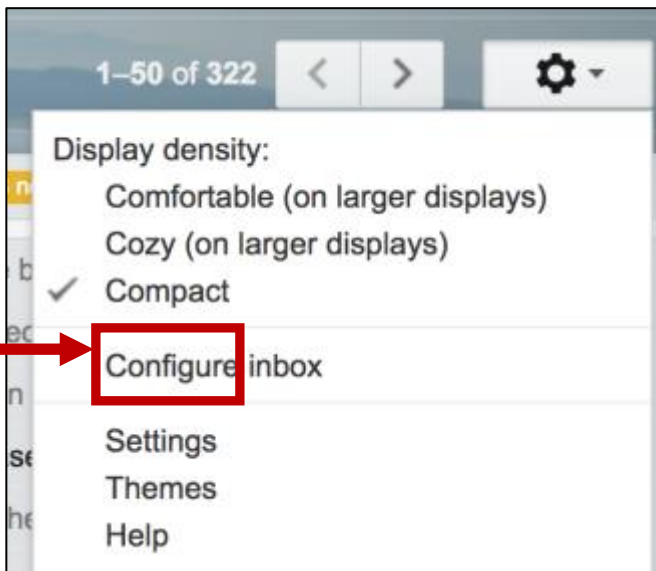 1–50 of 322
Display density:
Comfortable (on larger displays)
Cozy (on larger displays)
Compact
Configure inbox
Settings
Themes
Help